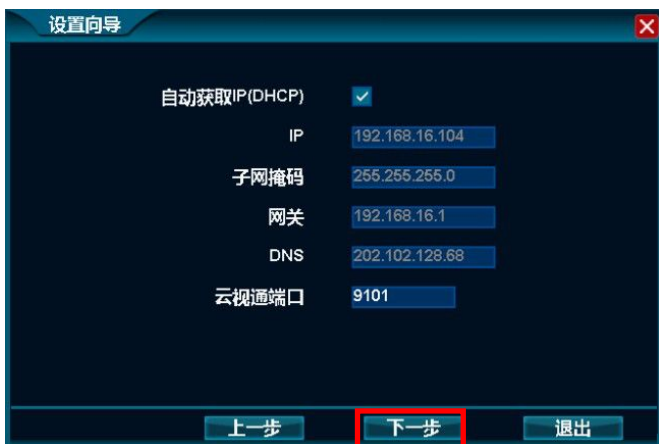 设置向导
自动获取IP(DHCP)
IP 192.168.16.104
子网掩码 255.255.255.0
网关 192.168.16.1
DNS 202.102.128.68
云视通端口 9101
上一步 下一步 退出